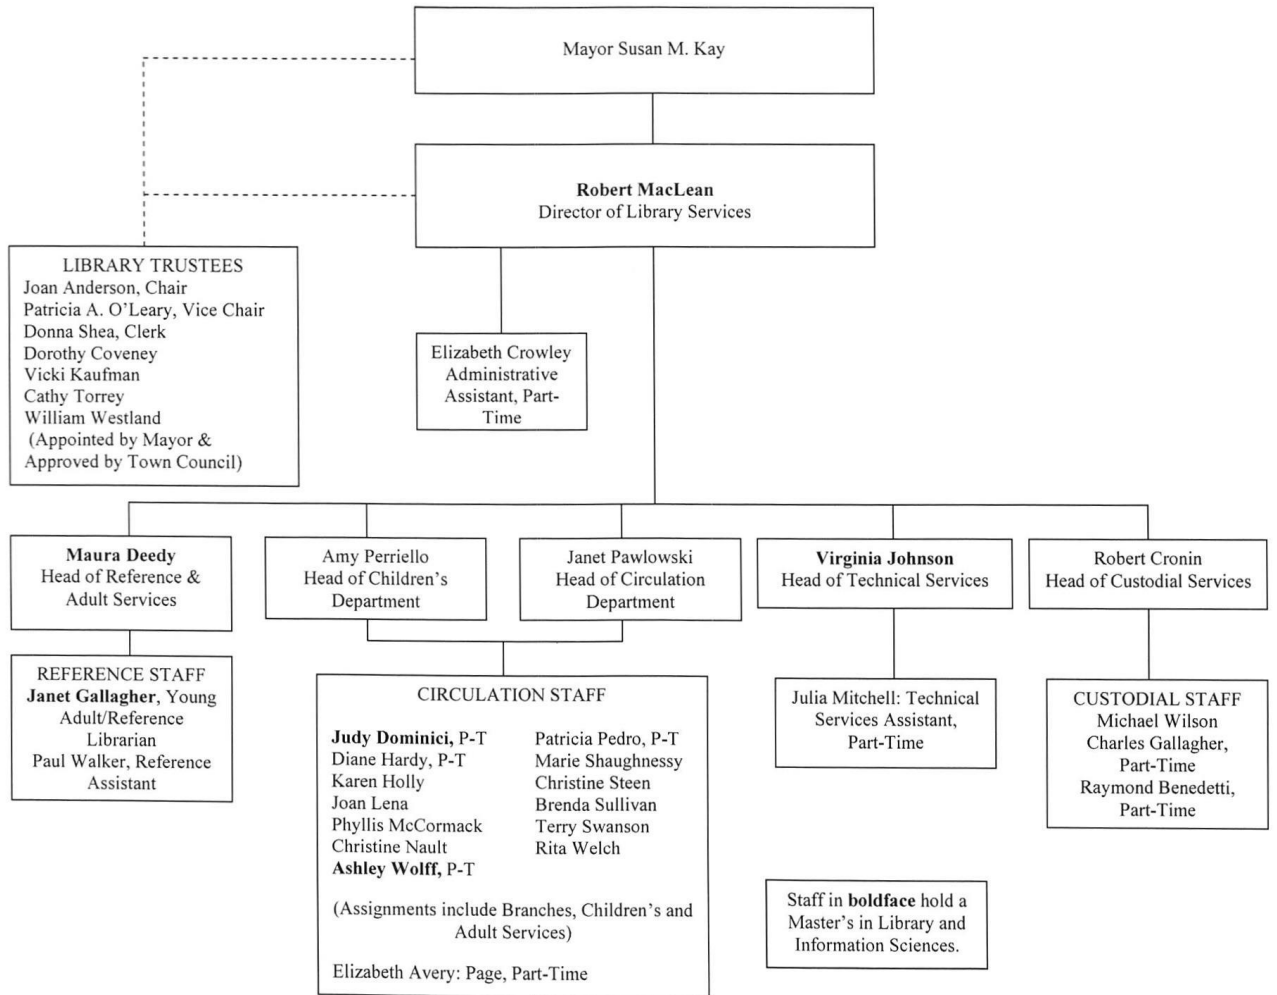 Mayor Susan M. Kay
Robert MacLean
Director of Library Services
LIBRARY TRUSTEES
Joan Anderson, Chair
Patricia A. O'Leary, Vice Chair
Donna Shea, Clerk
Dorothy Coveney
Vicki Kaufman
Cathy Torrey
William Westland
(Appointed by Mayor &
Approved by Town Council)
Elizabeth Crowley
Administrative
Assistant, Part-
Time
Maura Deedy
Head of Reference &
Adult Services
Amy Perriello
Head of Children's
Department
Janet Pawlowski
Head of Circulation
Department
Virginia Johnson
Head of Technical Services
Robert Cronin
Head of Custodial Services
REFERENCE STAFF
Janet Gallagher, Young
Adult/Reference
Librarian
Paul Walker, Reference
Assistant
CIRCULATION STAFF
Judy Dominici, P-T
Diane Hardy, P-T
Karen Holly
Joan Lena
Phyllis McCormack
Christine Nault
Ashley Wolff, P-T
Patricia Pedro, P-T
Marie Shaughnessy
Christine Steen
Brenda Sullivan
Terry Swanson
Rita Welch
(Assignments include Branches, Children's and
Adult Services)
Elizabeth Avery: Page, Part-Time
Julia Mitchell: Technical
Services Assistant,
Part-Time
CUSTODIAL STAFF
Michael Wilson
Charles Gallagher,
Part-Time
Raymond Benedetti,
Part-Time
Staff in boldface hold a
Master's in Library and
Information Sciences.